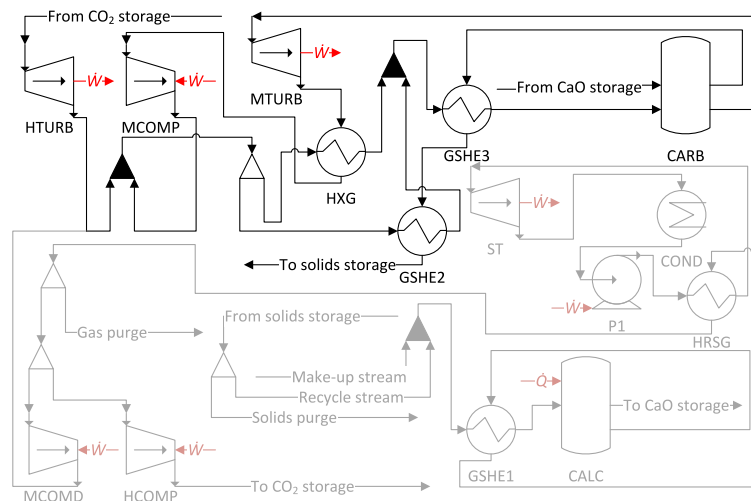 From CO₂ storage
Ẇ
Ẇ
Ẇ
HTURB
MCOMP
MTURB
From CaO storage
GSHE3
CARB
HXG
Ẇ
ST
To solids storage
GSHE2
COND
Ẇ
P1
HRSG
Gas purge
From solids storage
Make-up stream
Recycle stream
Solids purge
Q̇
To CaO storage
Ẇ
Ẇ
GSHE1
CALC
MCOMD
HCOMP
To CO₂ storage